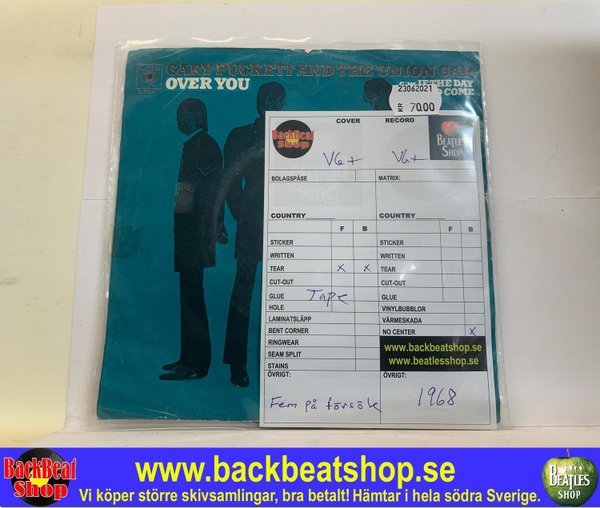 CBS
GARY PUCKETT AND THE UNION GAP
OVER YOU
IS THE DAY
COME
23062021
KR 70.00
BackBeat Shop
COVER
RECORD
BEATLES SHOP
VG+
VG+
BOLAGSPÅSE
MATRIX:
COUNTRY
COUNTRY
F B
F B
STICKER
STICKER
WRITTEN
WRITTEN
TEAR x x
TEAR
CUT-OUT
CUT-OUT
GLUE Tape
GLUE
HOLE
VINYLBUBBLOR
LAMINATSLÄPP
VÄRMESKADA
BENT CORNER
NO CENTER x
RINGWEAR
www.backbeatshop.se
SEAM SPLIT
www.beatlesshop.se
STAINS
ÖVRIGT:
ÖVRIGT:
Fem på försök
1968
BackBeat Shop
www.backbeatshop.se
Vi köper större skivsamlingar, bra betalt! Hämtar i hela södra Sverige.
BEATLES SHOP